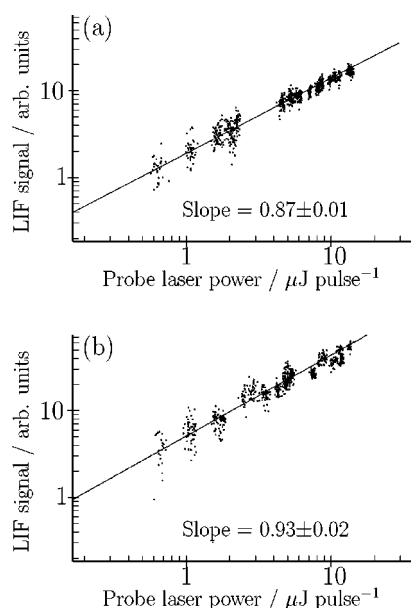 (a)
LIF signal / arb. units
10
1
Slope = 0.87±0.01
1
10
Probe laser power / μJ pulse⁻¹
(b)
LIF signal / arb. units
10
1
Slope = 0.93±0.02
1
10
Probe laser power / μJ pulse⁻¹